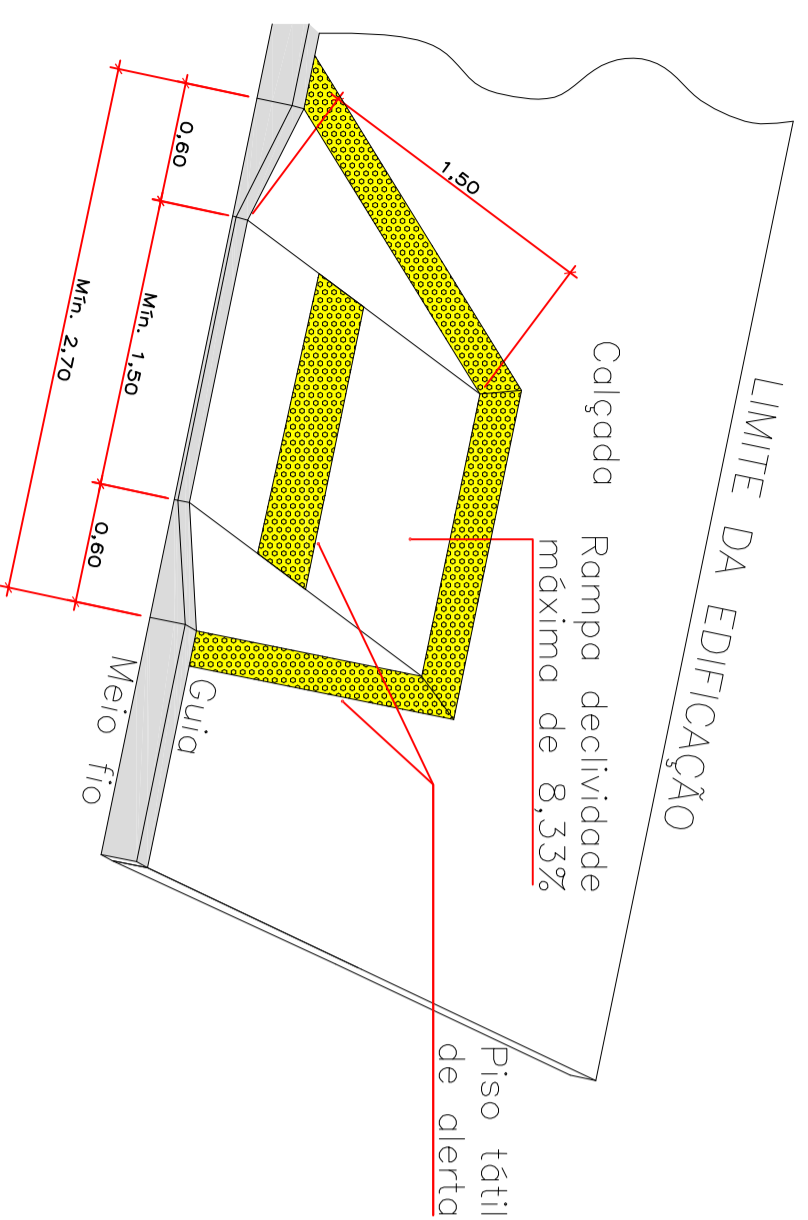 LIMITE DA EDIFICAÇÃO
Calçada
Rampa declividade
máxima de 8,33%
Piso tátil
de alerta
1,50
Guia
Meio fio
0,60
Mín. 1,50
0,60
Mín. 2,70